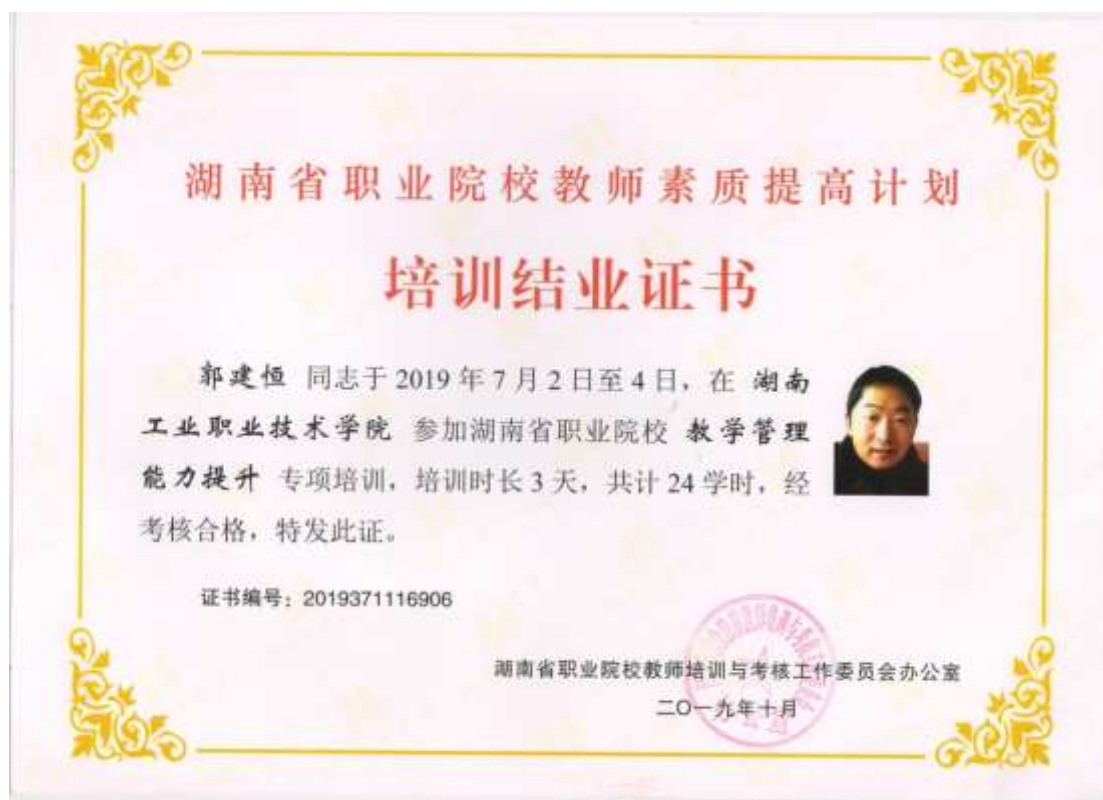 湖南省职业院校教师素质提高计划
培训结业证书
郭建恒 同志于 2019 年 7 月 2 日至 4 日，在 湖南
工业职业技术学院 参加湖南省职业院校 教学管理
能力提升 专项培训，培训时长 3 天，共计 24 学时，经
考核合格，特发此证。
证书编号：2019371116906
湖南省职业院校教师培训与考核工作委员会办公室
二〇一九年十月